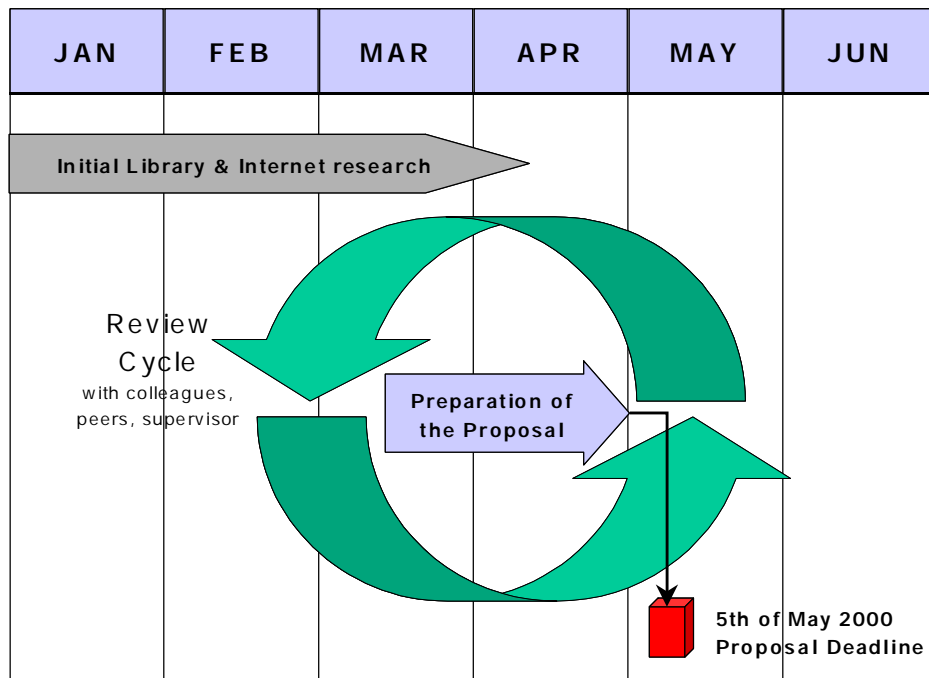 JAN FEB MAR APR MAY JUN
Initial Library & Internet research
Review
Cycle
with colleagues,
peers, supervisor
Preparation of
the Proposal
5th of May 2000
Proposal Deadline